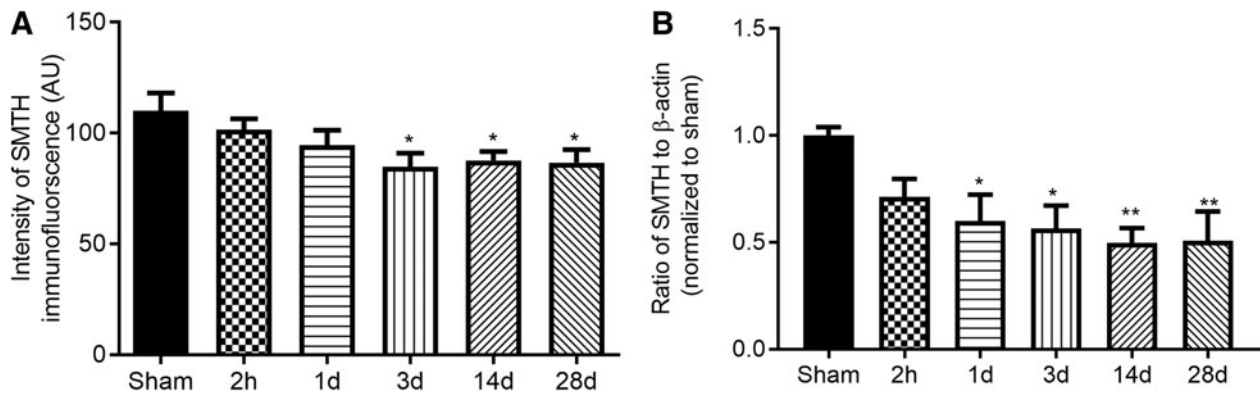 A
Intensity of SMTH
immunofluorescence (AU)
150
100
50
0
* * *
Sham 2h 1d 3d 14d 28d
B
Ratio of SMTH to β-actin
(normalized to sham)
1.5
1.0
0.5
0.0
* * ** **
Sham 2h 1d 3d 14d 28d